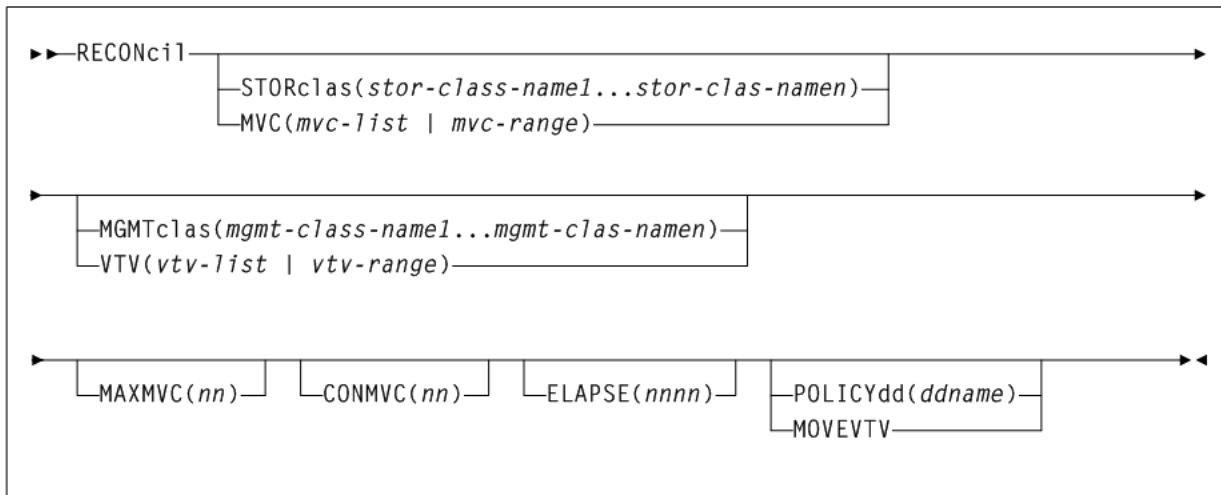 RECONcil
STORclas(stor-class-name1...stor-clas-namen)
MVC(mvc-list | mvc-range)
MGMTclas(mgmt-class-name1...mgmt-clas-namen)
VTV(vtv-list | vtv-range)
MAXMVC(nn) CONMVC(nn) ELAPSE(nnnn) POLICYdd(ddname)
MOVEVTV